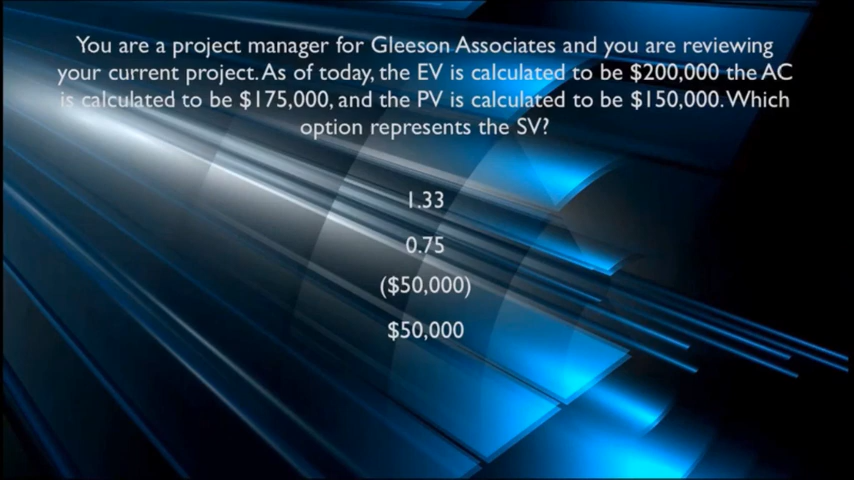 You are a project manager for Gleeson Associates and you are reviewing
your current project. As of today, the EV is calculated to be $200,000 the AC
is calculated to be $175,000, and the PV is calculated to be $150,000. Which
option represents the SV?
1.33
0.75
($50,000)
$50,000